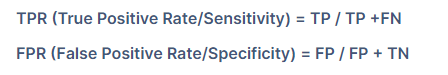 TPR (True Positive Rate/Sensitivity) = TP / TP +FN
FPR (False Positive Rate/Specificity) = FP / FP + TN